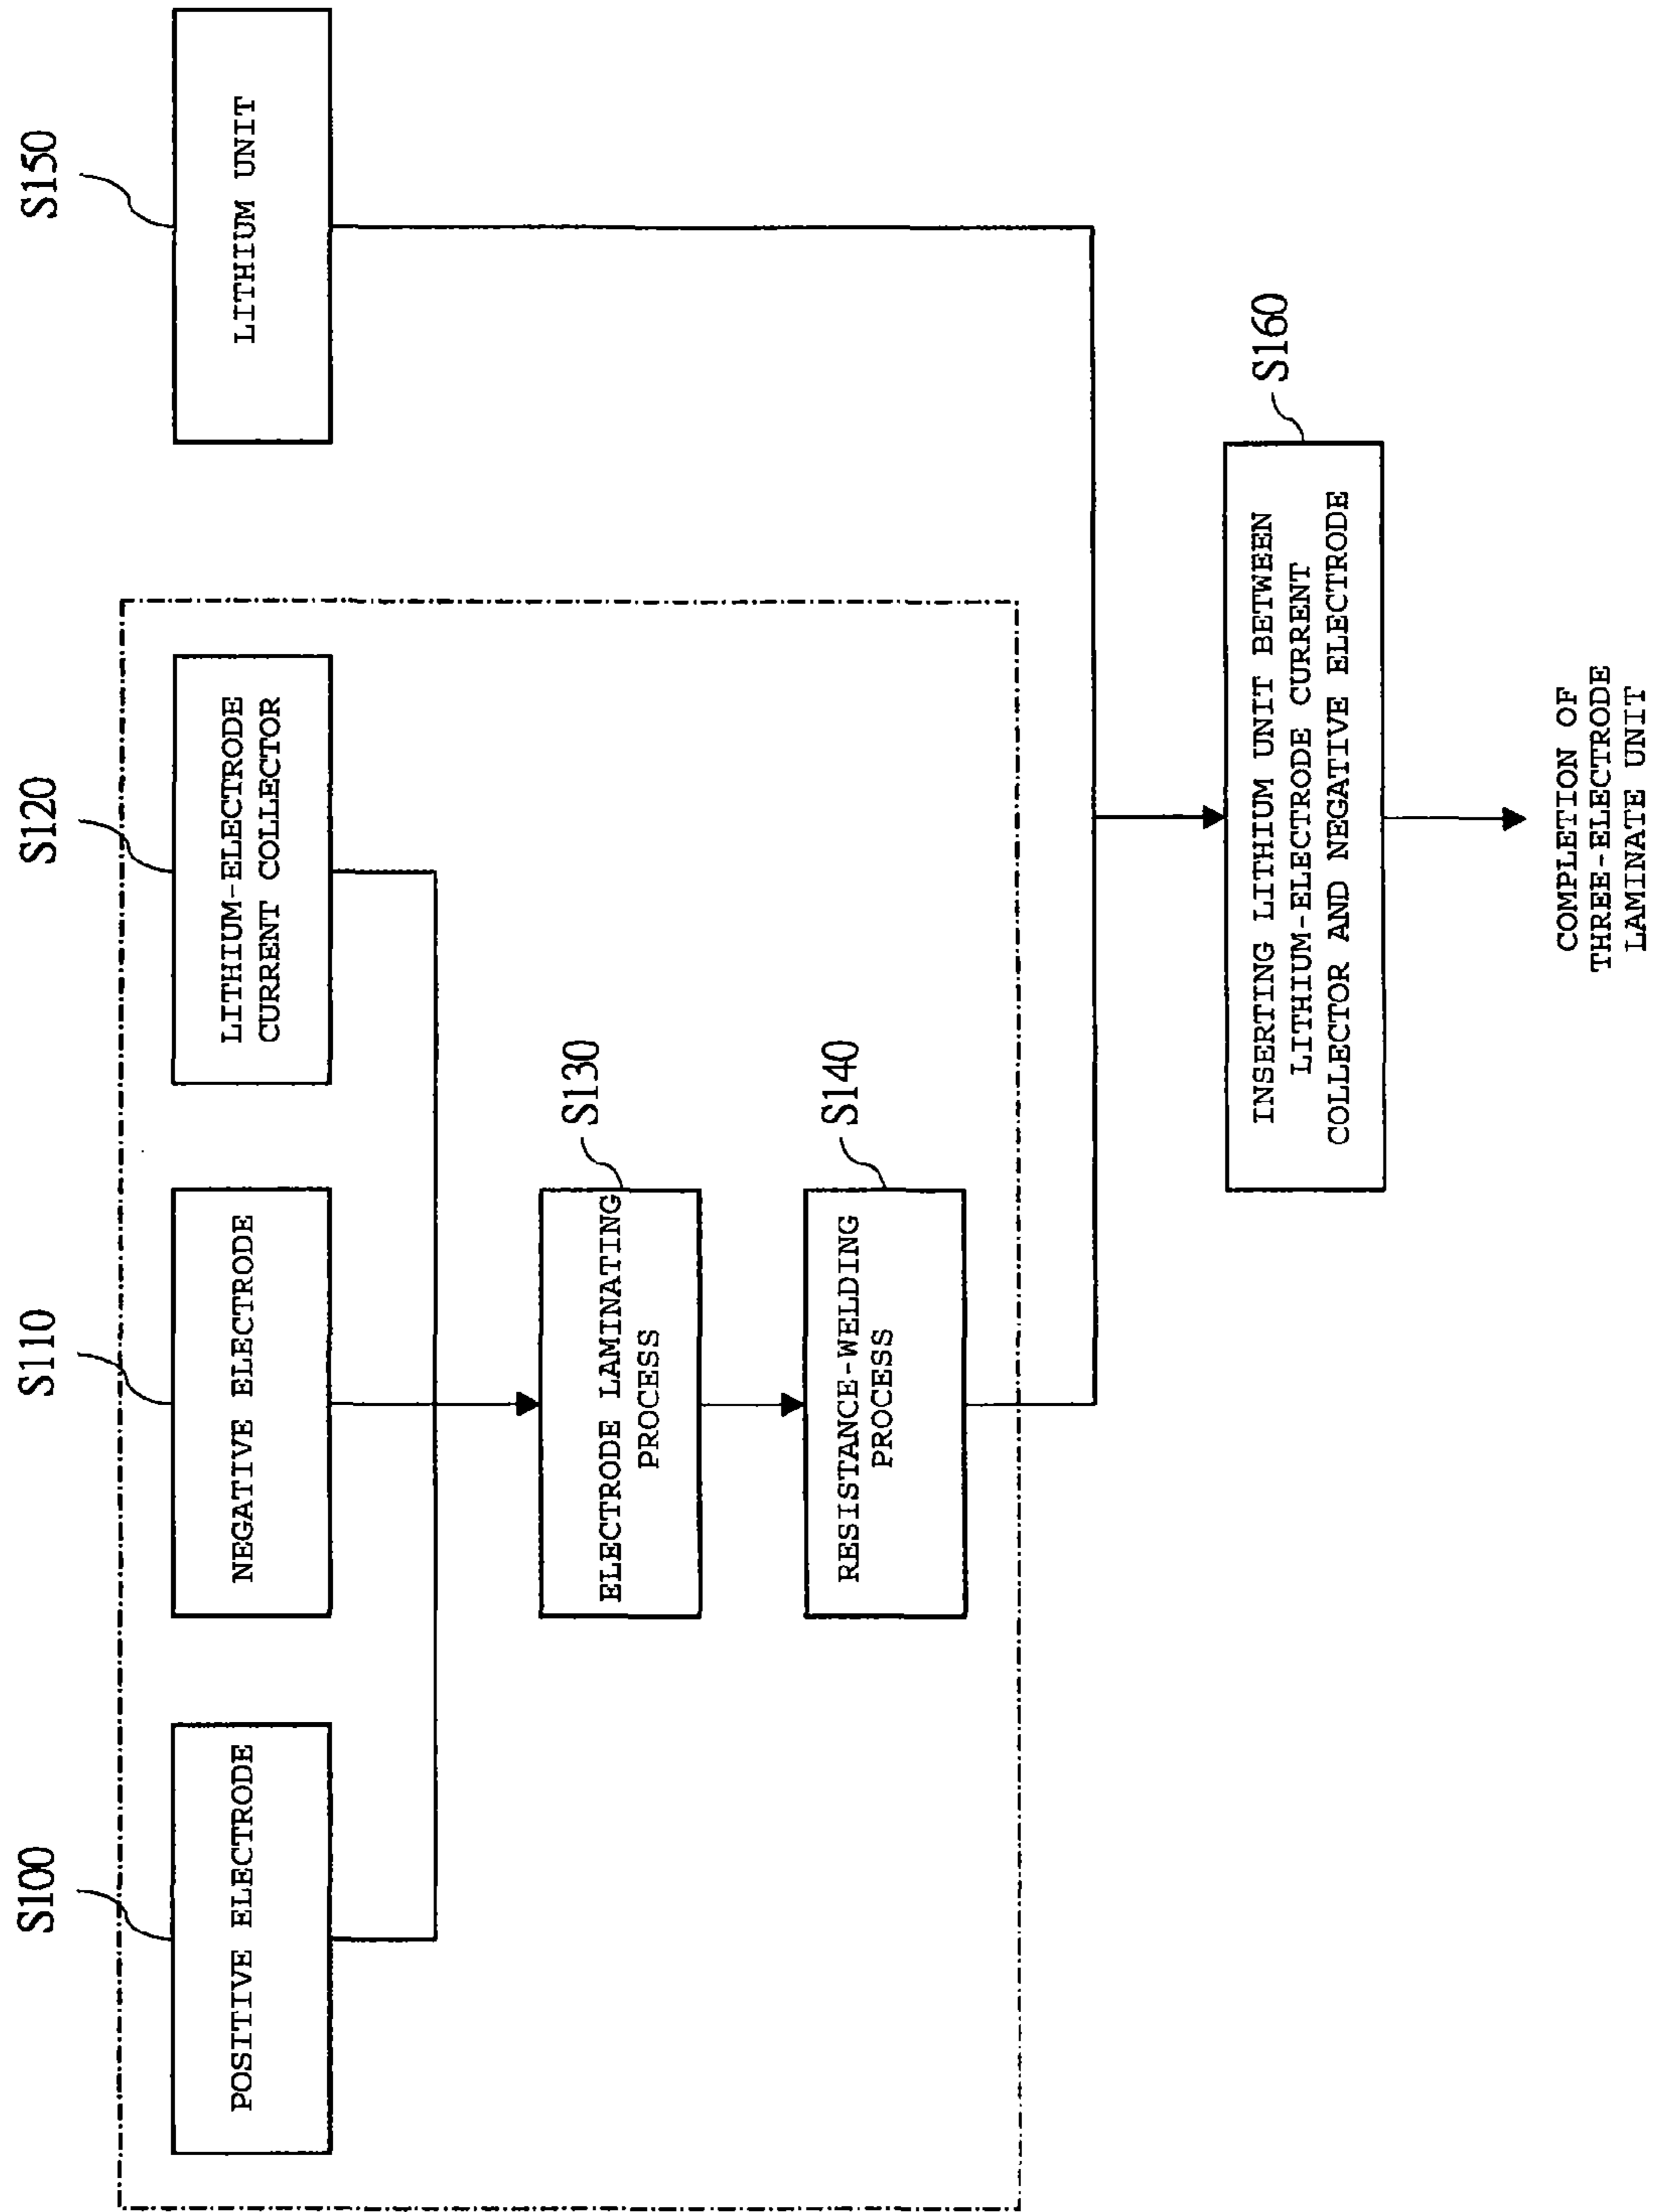 S100
S110
S120
S150
POSITIVE ELECTRODE
NEGATIVE ELECTRODE
LITHIUM-ELECTRODE
CURRENT COLLECTOR
LITHIUM UNIT
S130
ELECTRODE LAMINATING
PROCESS
S140
RESISTANCE-WELDING
PROCESS
S160
INSERTING LITHIUM UNIT BETWEEN
LITHIUM-ELECTRODE CURRENT
COLLECTOR AND NEGATIVE ELECTRODE
COMPLETION OF
THREE-ELECTRODE
LAMINATE UNIT